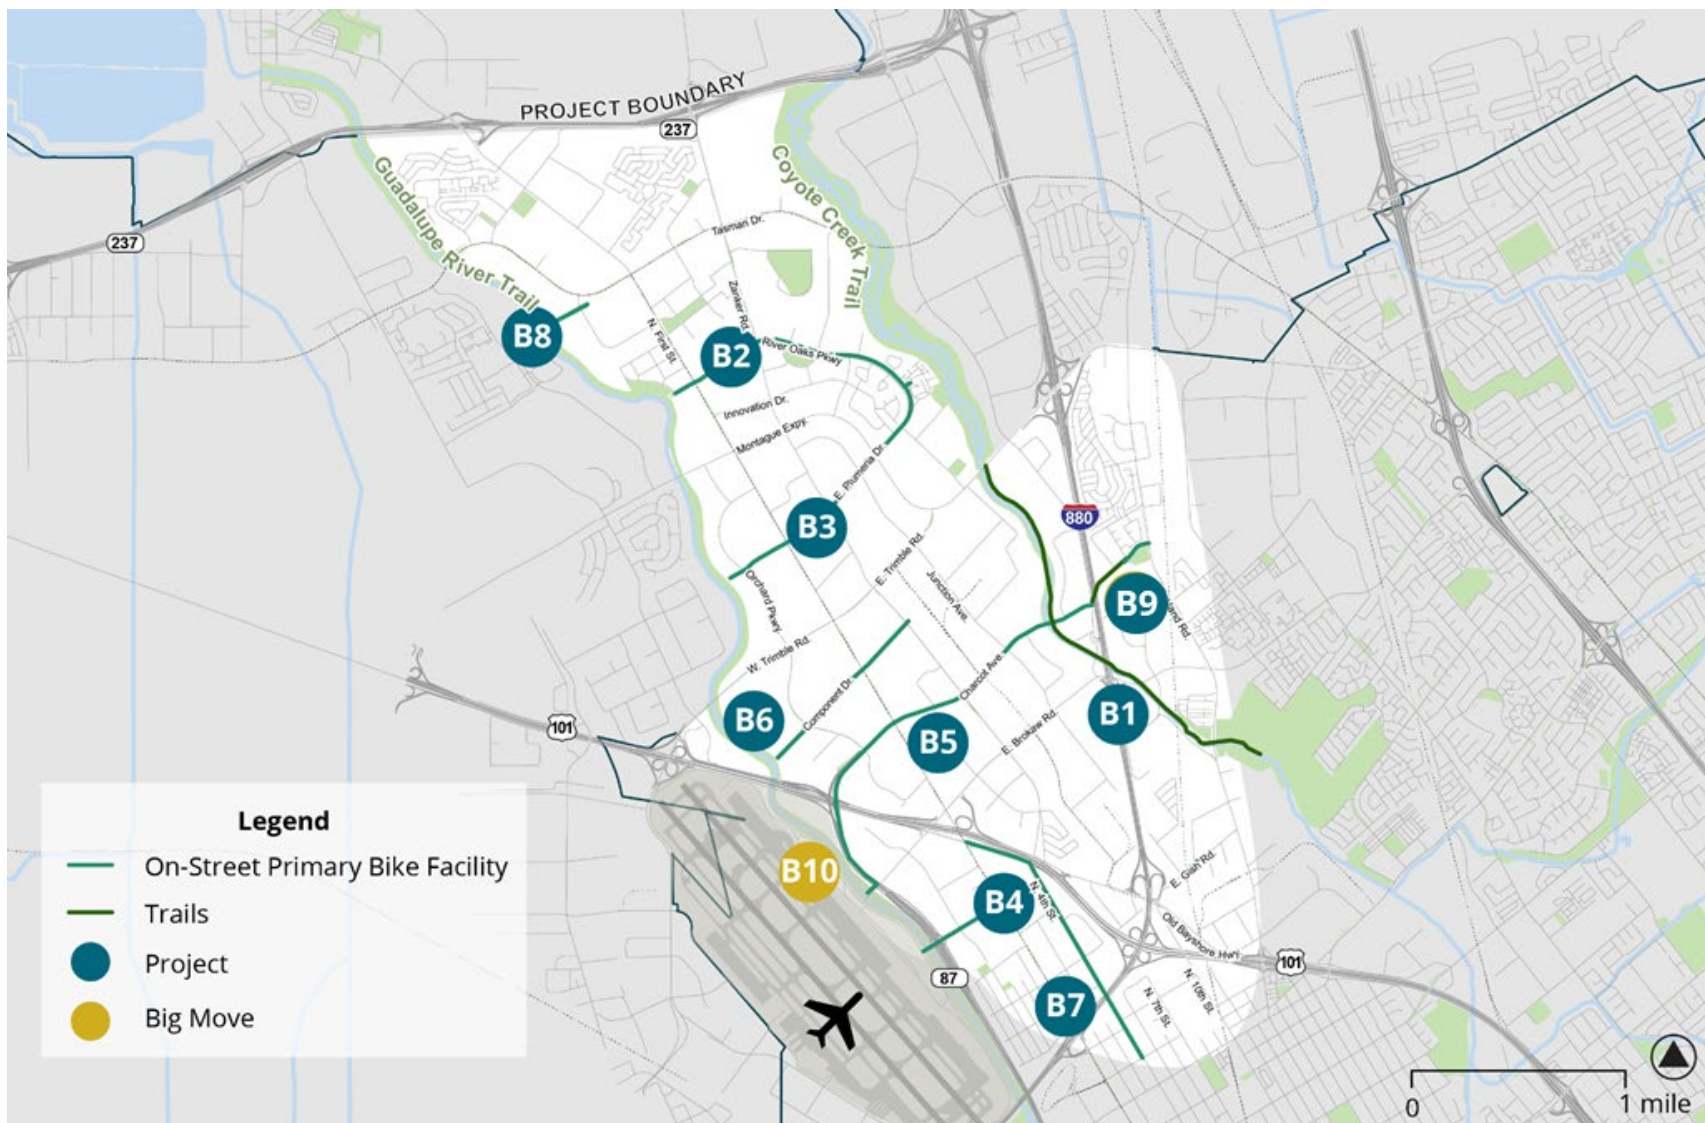 PROJECT BOUNDARY
237
237
Guadalupe River Trail
Coyote Creek Trail
Tasman Dr.
Zanker Rd.
N. First St.
B8
B2
River Oaks Pkwy
Innovation Dr.
Montague Expy.
E. Plumeria Dr.
B3
880
E. Trimble Rd.
Junction Ave.
Orchard Pkwy.
B9
land Rd.
W. Trimble Rd.
Component Dr.
Charcot Ave.
B6
B5
B1
E. Brokaw Rd.
101
B10
E. Gish Rd.
B4
N. 4th St.
Old Bayshore Hwy.
101
87
B7
N. 7th St.
N. 10th St.
Legend
On-Street Primary Bike Facility
Trails
Project
Big Move
0
1 mile